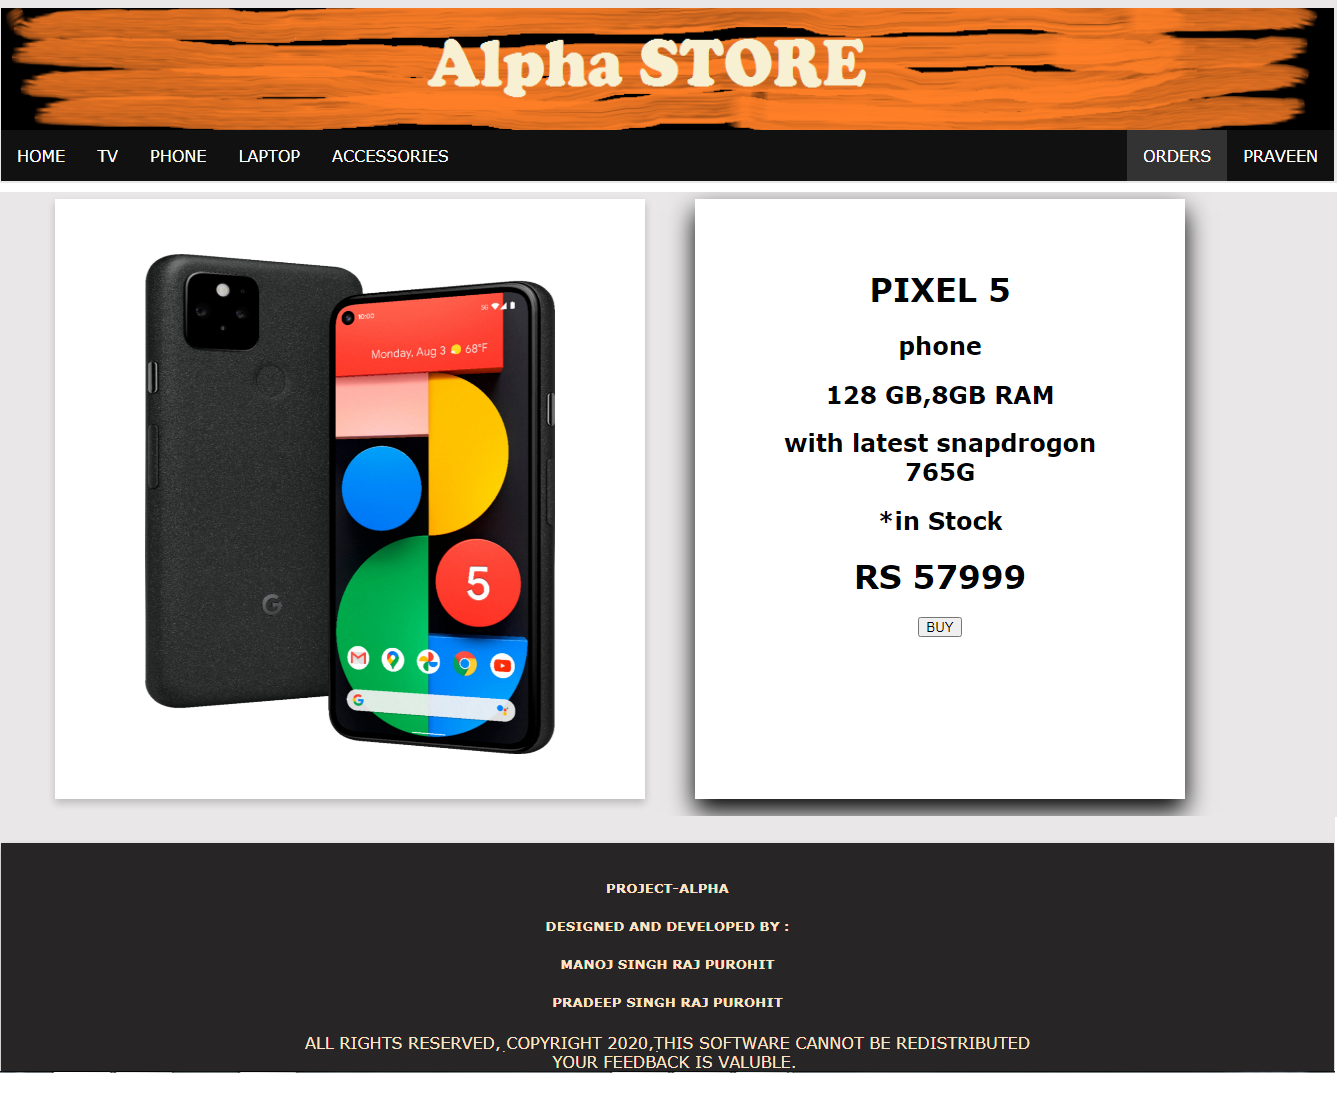 Alpha STORE
HOME TV PHONE LAPTOP ACCESSORIES ORDERS PRAVEEN
10:00 5G
Monday, Aug 3 68°F
5
G
PIXEL 5
phone
128 GB,8GB RAM
with latest snapdrogon
765G
*in Stock
RS 57999
BUY
PROJECT-ALPHA
DESIGNED AND DEVELOPED BY :
MANOJ SINGH RAJ PUROHIT
PRADEEP SINGH RAJ PUROHIT
ALL RIGHTS RESERVED, COPYRIGHT 2020,THIS SOFTWARE CANNOT BE REDISTRIBUTED
YOUR FEEDBACK IS VALUBLE.